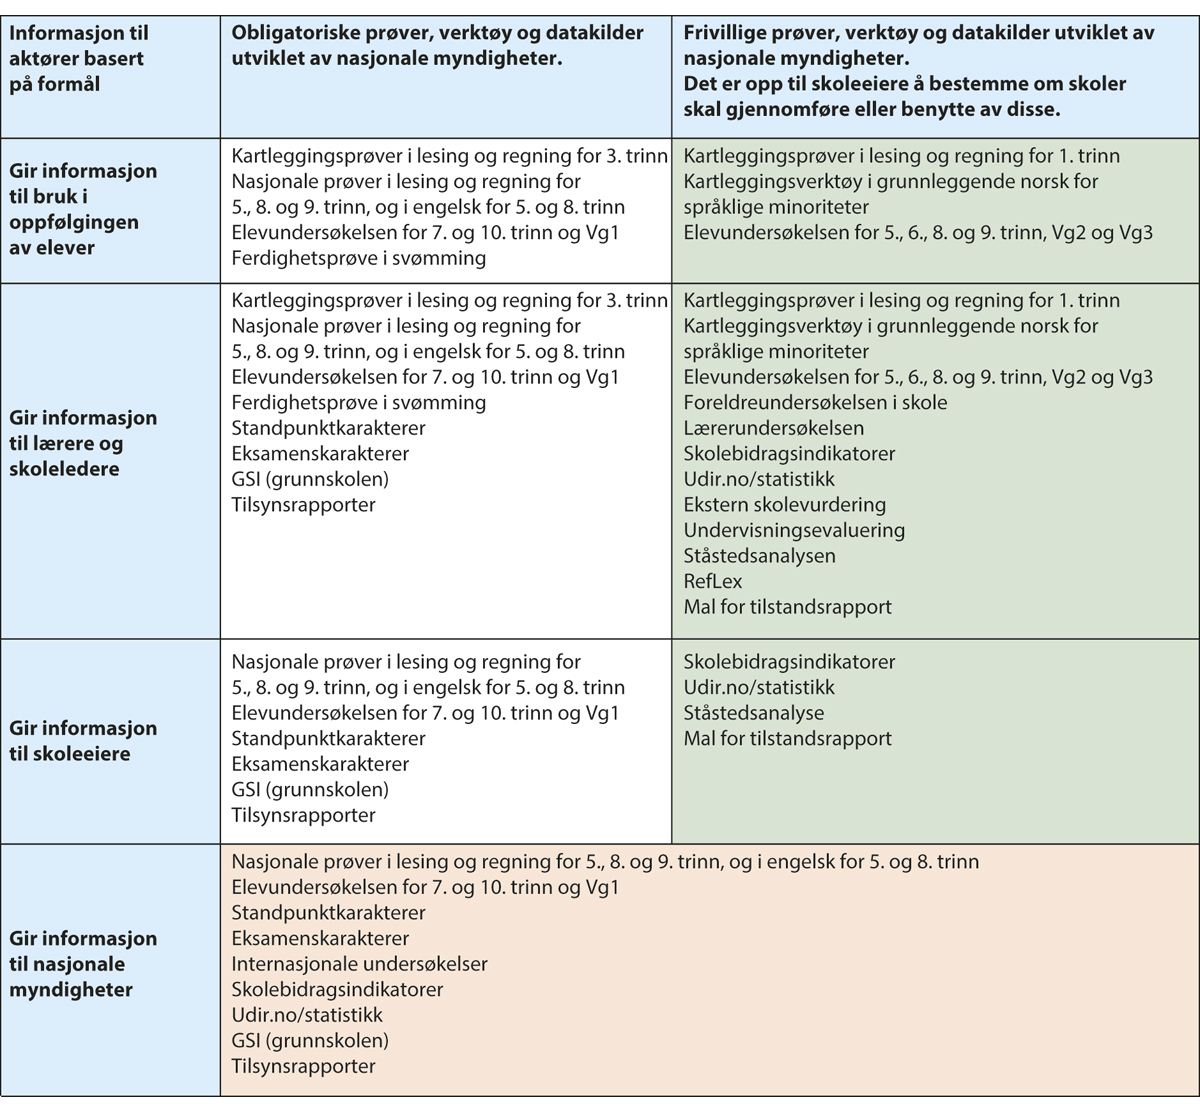 Informasjon til
aktører basert
på formål
Obligatoriske prøver, verktøy og datakilder
utviklet av nasjonale myndigheter.
Frivillige prøver, verktøy og datakilder utviklet av
nasjonale myndigheter.
Det er opp til skoleeiere å bestemme om skoler
skal gjennomføre eller benytte av disse.
Gir informasjon
til bruk i
oppfølgingen
av elever
Kartleggingsprøver i lesing og regning for 3. trinn
Nasjonale prøver i lesing og regning for
5., 8. og 9. trinn, og i engelsk for 5. og 8. trinn
Elevundersøkelsen for 7. og 10. trinn og Vg1
Ferdighetsprøve i svømming
Kartleggingsprøver i lesing og regning for 1. trinn
Kartleggingsverktøy i grunnleggende norsk for
språklige minoriteter
Elevundersøkelsen for 5., 6., 8. og 9. trinn, Vg2 og Vg3
Gir informasjon
til lærere og
skoleledere
Kartleggingsprøver i lesing og regning for 3. trinn
Nasjonale prøver i lesing og regning for
5., 8. og 9. trinn, og i engelsk for 5. og 8. trinn
Elevundersøkelsen for 7. og 10. trinn og Vg1
Ferdighetsprøve i svømming
Standpunktkarakterer
Eksamenskarakterer
GSI (grunnskolen)
Tilsynsrapporter
Kartleggingsprøver i lesing og regning for 1. trinn
Kartleggingsverktøy i grunnleggende norsk for
språklige minoriteter
Elevundersøkelsen for 5., 6., 8. og 9. trinn, Vg2 og Vg3
Foreldreundersøkelsen i skole
Lærerundersøkelsen
Skolebidragsindikatorer
Udir.no/statistikk
Ekstern skolevurdering
Undervisningsevaluering
Ståstedsanalysen
RefLex
Mal for tilstandsrapport
Gir informasjon
til skoleeiere
Nasjonale prøver i lesing og regning for
5., 8. og 9. trinn, og i engelsk for 5. og 8. trinn
Elevundersøkelsen for 7. og 10. trinn og Vg1
Standpunktkarakterer
Eksamenskarakterer
GSI (grunnskolen)
Tilsynsrapporter
Skolebidragsindikatorer
Udir.no/statistikk
Ståstedsanalyse
Mal for tilstandsrapport
Gir informasjon
til nasjonale
myndigheter
Nasjonale prøver i lesing og regning for 5., 8. og 9. trinn, og i engelsk for 5. og 8. trinn
Elevundersøkelsen for 7. og 10. trinn og Vg1
Standpunktkarakterer
Eksamenskarakterer
Internasjonale undersøkelser
Skolebidragsindikatorer
Udir.no/statistikk
GSI (grunnskolen)
Tilsynsrapporter